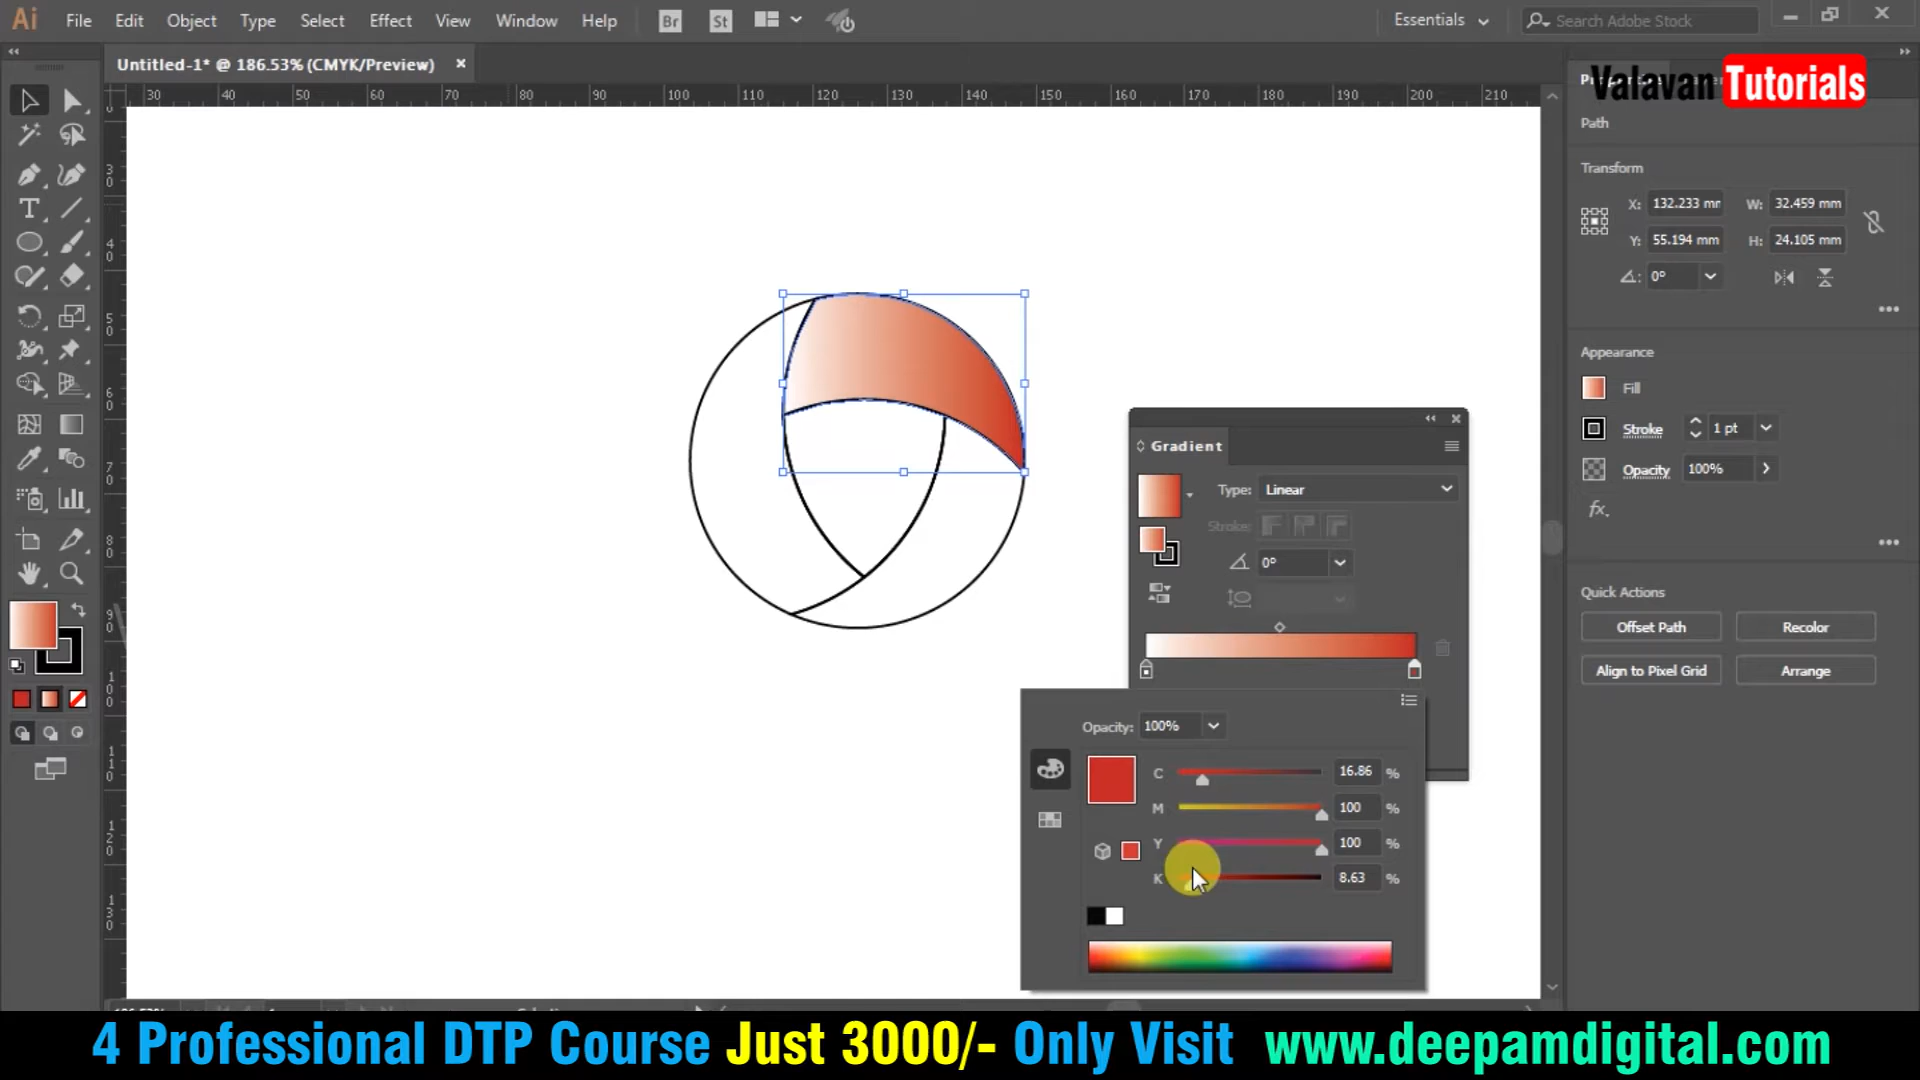 Ai File Edit Object Type Select Effect View Window Help Br St Essentials Search Adobe Stock
Untitled-1* @ 186.53% (CMYK/Preview)
30 40 50 60 70 80 90 100 110 120 130 140 150 160 170 180 190 200 210
Valavan Tutorials
Path
Transform
X: 132.233 mm W: 32.459 mm
Y: 55.194 mm H: 24.105 mm
0°
Appearance
Fill
Stroke 1 pt
Opacity 100%
fx.
Quick Actions
Offset Path Recolor
Align to Pixel Grid Arrange
Gradient
Type: Linear
Stroke:
0°
Opacity: 100%
C 16.86 %
M 100 %
Y 100 %
K 8.63 %
4 Professional DTP Course Just 3000/- Only Visit www.deepamdigital.com